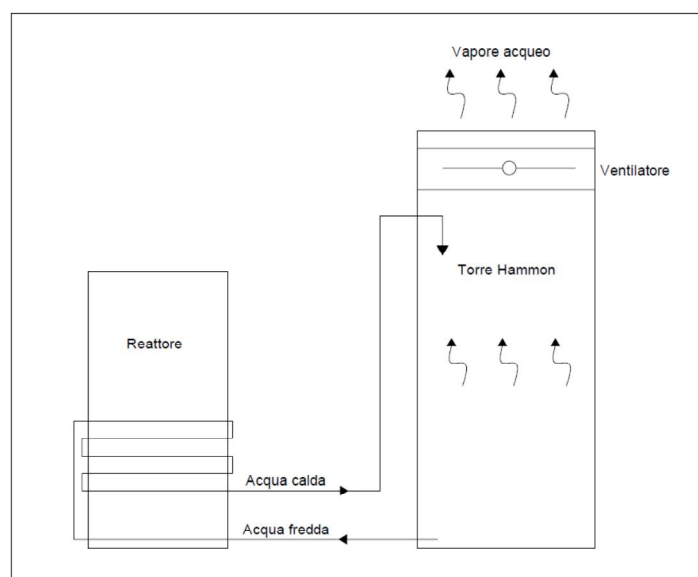 Vapore acqueo
Ventilatore
Torre Hammon
Reattore
Acqua calda
Acqua fredda